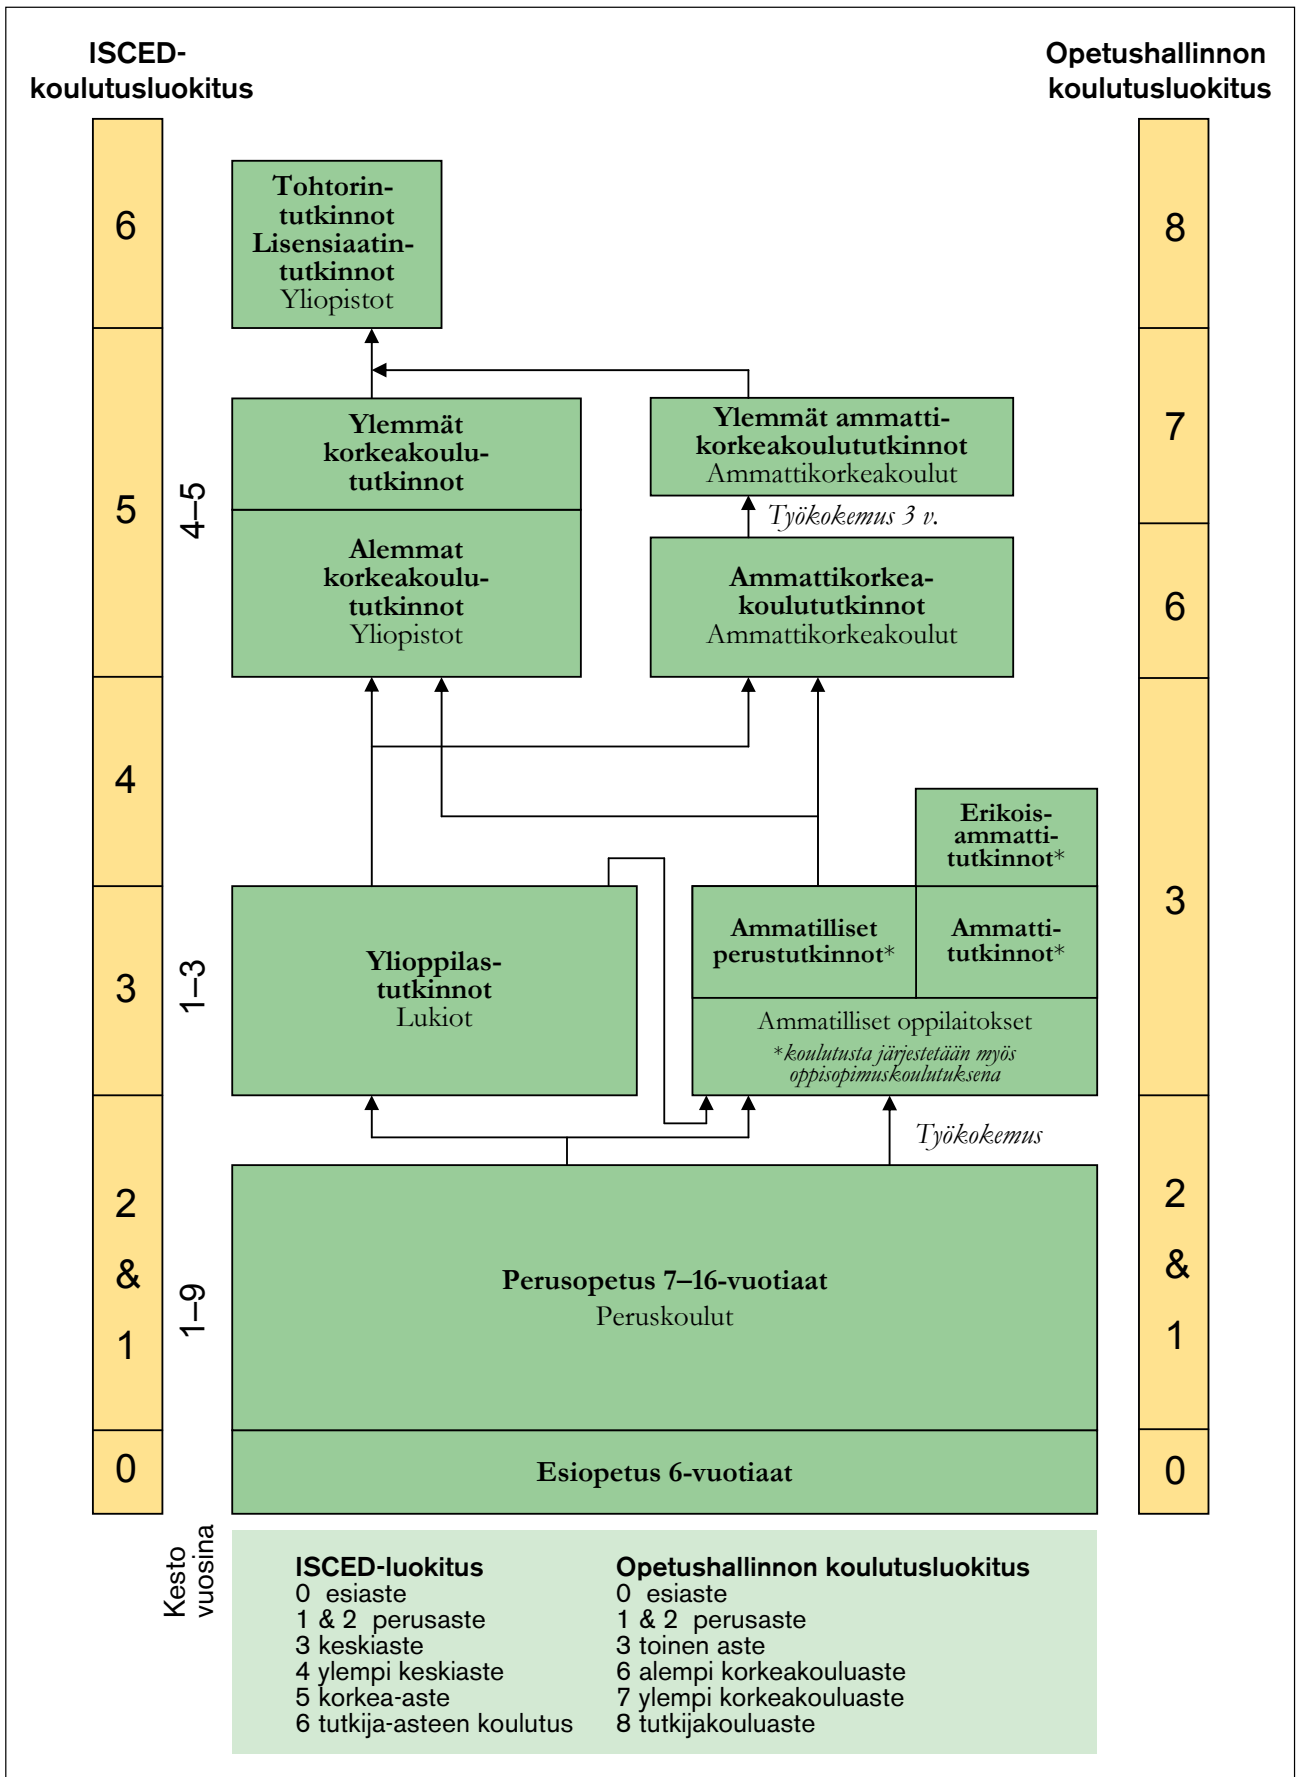 ISCED-
koulutusluokitus
Opetushallinnon
koulutusluokitus
6
5
4
3
2
&
1
0
4–5
1–3
1–9
Kesto
vuosina
Tohtorin-
tutkinnot
Lisensiaatin-
tutkinnot
Yliopistot
Ylemmät
korkeakoulu-
tutkinnot
Alemmat
korkeakoulu-
tutkinnot
Yliopistot
Ylemmät ammatti-
korkeakoulututkinnot
Ammattikorkeakoulut
Työkokemus 3 v.
Ammattikorkea-
koulututkinnot
Ammattikorkeakoulut
Erikois-
ammatti-
tutkinnot*
Ylioppilas-
tutkinnot
Lukiot
Ammatilliset
perustutkinnot*
Ammatti-
tutkinnot*
Ammatilliset oppilaitokset
*koulutusta järjestetään myös
oppisopimuskoulutuksena
Työkokemus
Perusopetus 7–16-vuotiaat
Peruskoulut
Esiopetus 6-vuotiaat
8
7
6
3
2
&
1
0
ISCED-luokitus
0 esiaste
1 & 2 perusaste
3 keskiaste
4 ylempi keskiaste
5 korkea-aste
6 tutkija-asteen koulutus
Opetushallinnon koulutusluokitus
0 esiaste
1 & 2 perusaste
3 toinen aste
6 alempi korkeakouluaste
7 ylempi korkeakouluaste
8 tutkijakouluaste